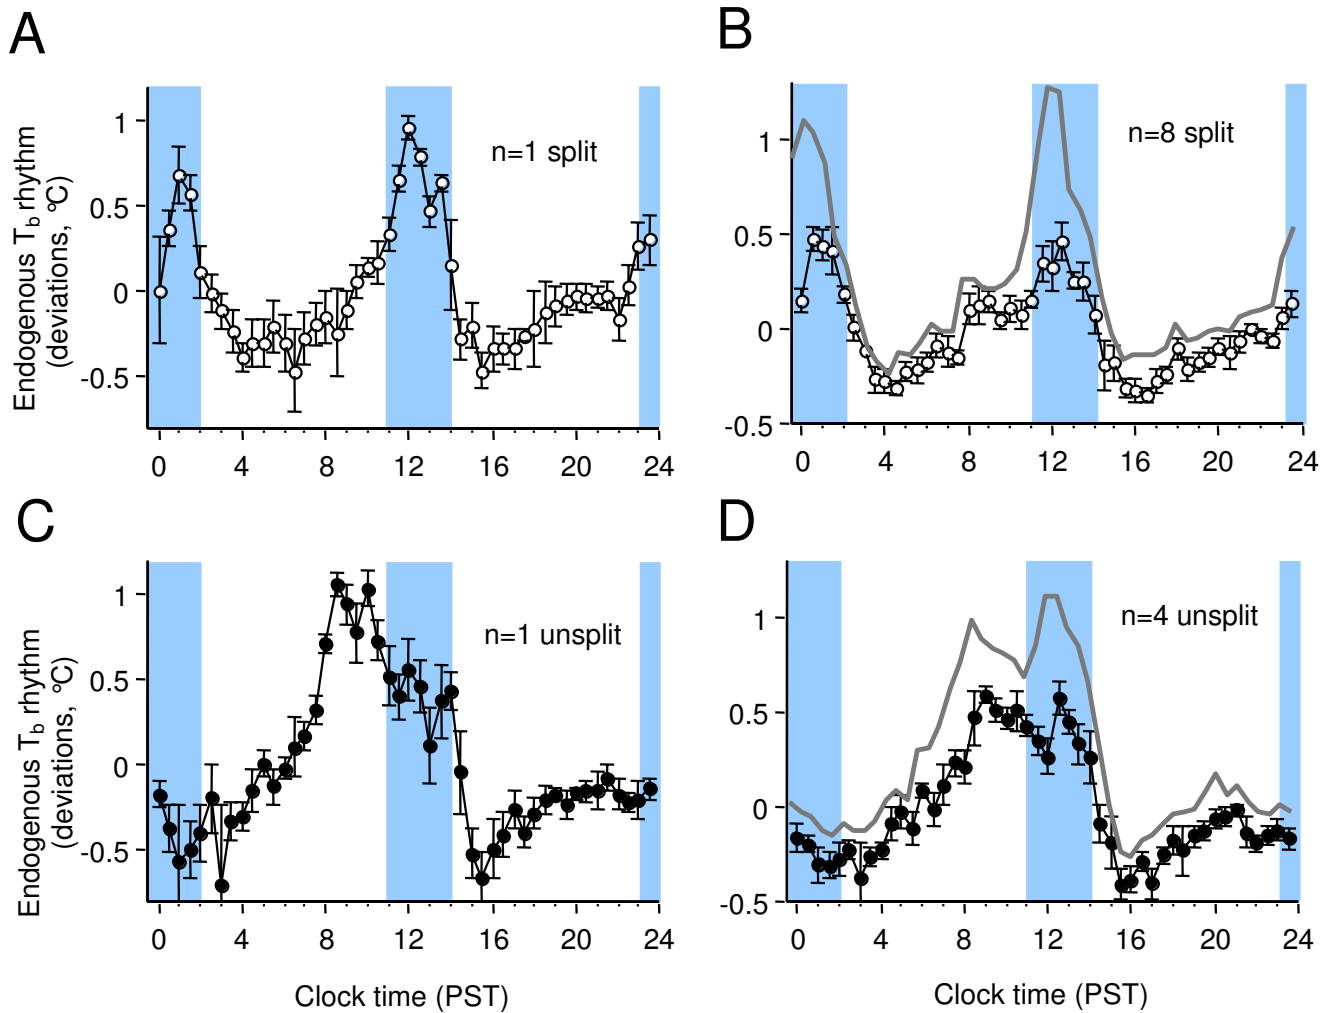 A
Endogenous Tb rhythm
(deviations, °C)
1
0.5
0
-0.5
n=1 split
0 4 8 12 16 20 24
B
1
0.5
0
-0.5
n=8 split
0 4 8 12 16 20 24
C
Endogenous Tb rhythm
(deviations, °C)
1
0.5
0
-0.5
n=1 unsplit
0 4 8 12 16 20 24
Clock time (PST)
D
1
0.5
0
-0.5
n=4 unsplit
0 4 8 12 16 20 24
Clock time (PST)